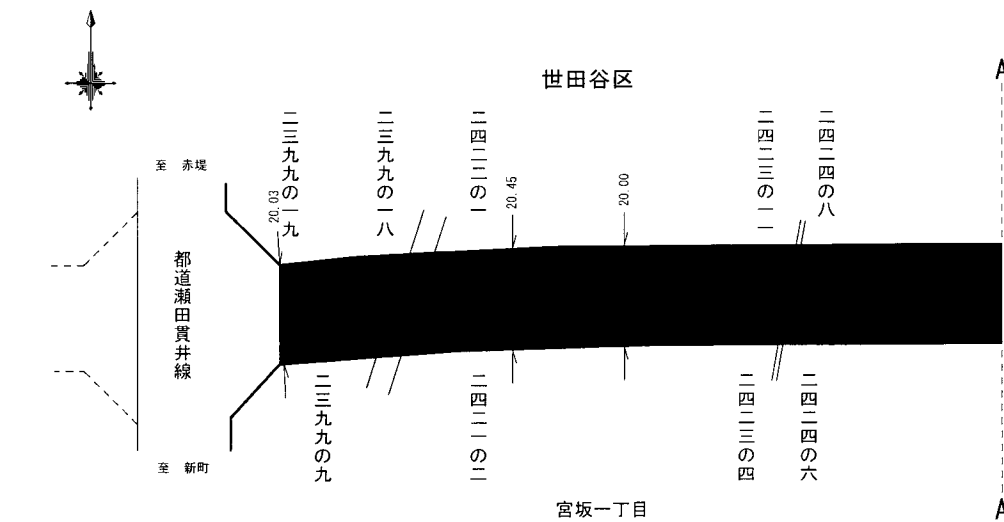 世田谷区
A
至 赤堤
二三九九の一九
二三九九の一八
二四二二の一
二四二三の一一
二四二四の八
20.03
20.45
20.00
都道瀬田貫井線
二三九九の九
二四二一の二
二四二三の四
二四二四の六
至 新町
宮坂一丁目
A